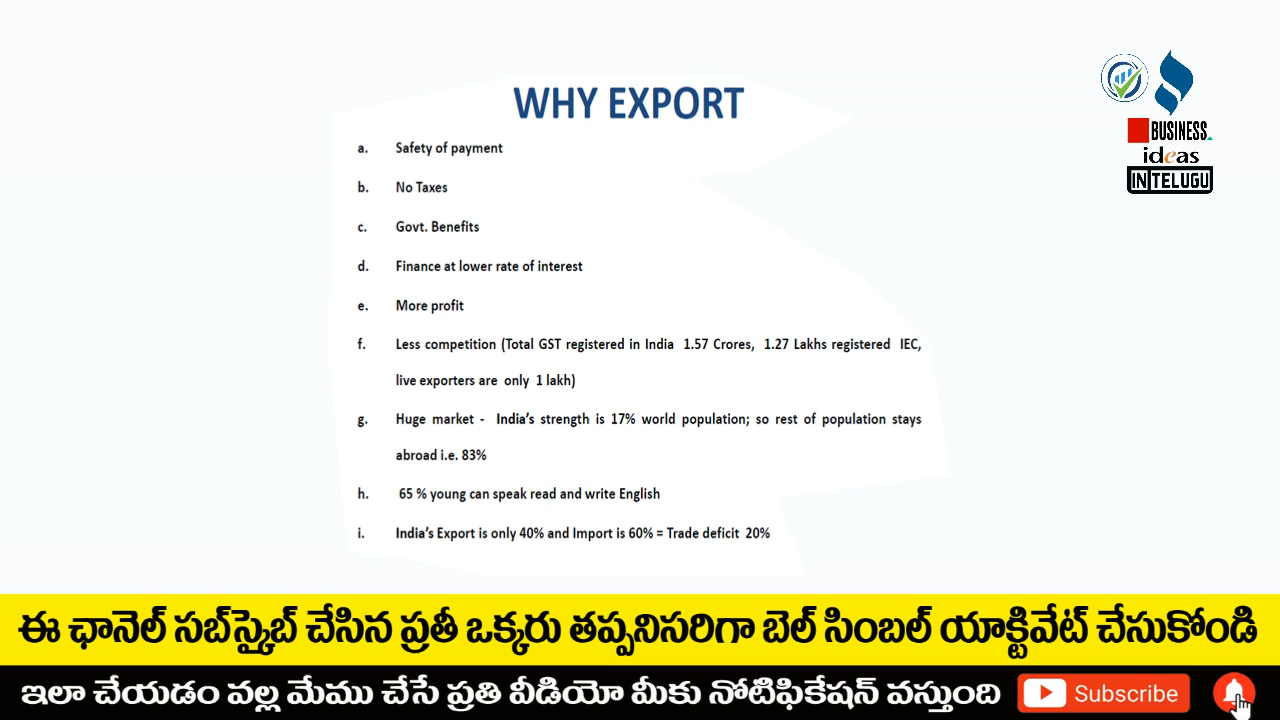 WHY EXPORT
a. Safety of payment
b. No Taxes
c. Govt. Benefits
d. Finance at lower rate of interest
e. More profit
f. Less competition (Total GST registered in India 1.57 Crores, 1.27 Lakhs registered IEC,
live exporters are only 1 lakh)
g. Huge market - India's strength is 17% world population; so rest of population stays
abroad i.e. 83%
h. 65 % young can speak read and write English
i. India's Export is only 40% and Import is 60% = Trade deficit 20%
BUSINESS
ideas
IN TELUGU
ఈ ఛానెల్ సబ్‌స్క్రైబ్ చేసిన ప్రతీ ఒక్కరు తప్పనిసరిగా బెల్ సింబల్ యాక్టివేట్ చేసుకోండి
ఇలా చేయడం వల్ల మేము చేసే ప్రతి వీడియో మీకు నోటిఫికేషన్ వస్తుంది
Subscribe